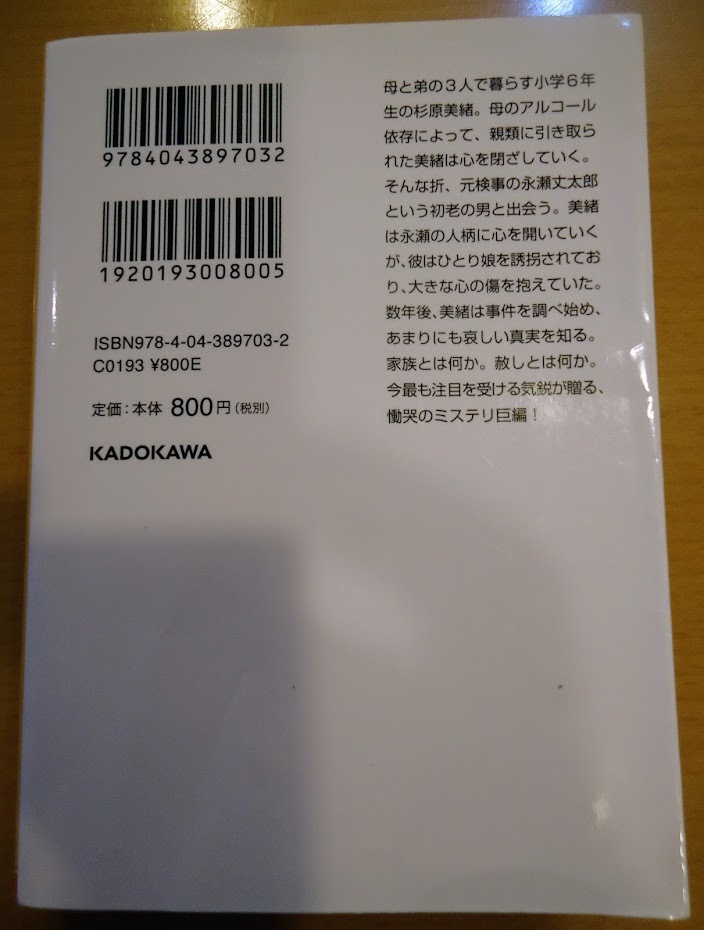 9784043897032
1920193008005
ISBN978-4-04-389703-2
C0193 ¥800E
定価:本体 800円(税別)
KADOKAWA
母と弟の3人で暮らす小学6年
生の杉原美緒。母のアルコール
依存によって、親類に引き取ら
れた美緒は心を閉ざしていく。
そんな折、元検事の永瀬丈太郎
という初老の男と出会う。美緒
は永瀬の人柄に心を開いていく
が、彼はひとり娘を誘拐されてお
り、大きな心の傷を抱えていた。
数年後、美緒は事件を調べ始め、
あまりにも哀しい真実を知る。
家族とは何か。赦しとは何か。
今最も注目を受ける気鋭が贈る、
慟哭のミステリ巨編!